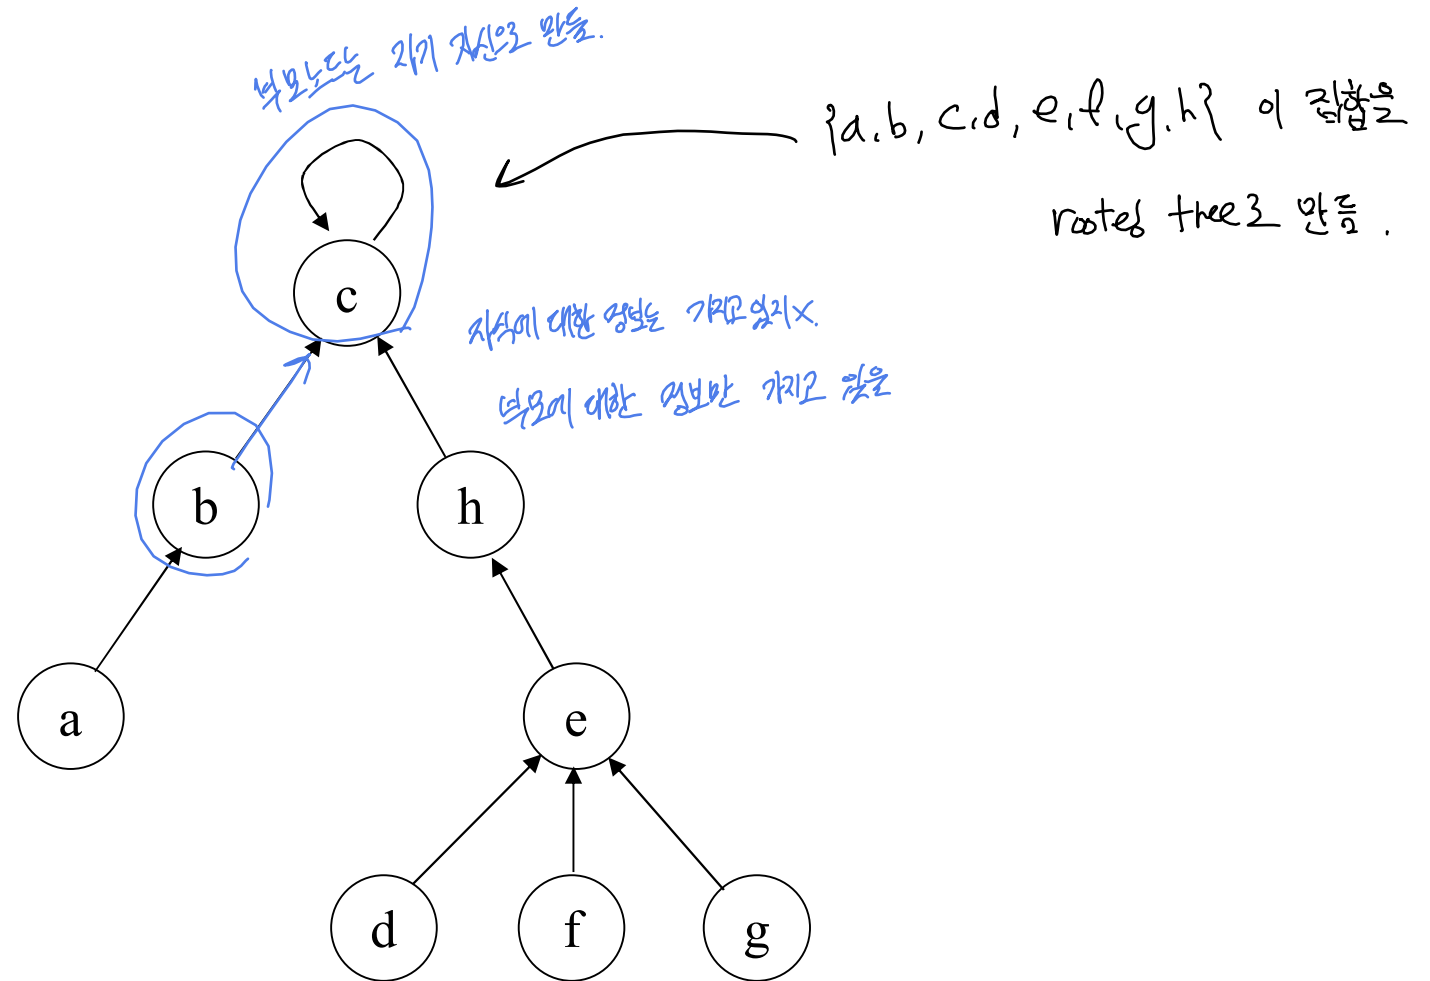 부모노드는 자기 자신으로 만듦.
{a, b, c, d, e, f, g, h} 이 집합을
rooted tree로 만듦.
c
자식에 대한 정보는 가지고 있지 X.
부모에 대한 정보만 가지고 있음
b
h
a
e
d
f
g